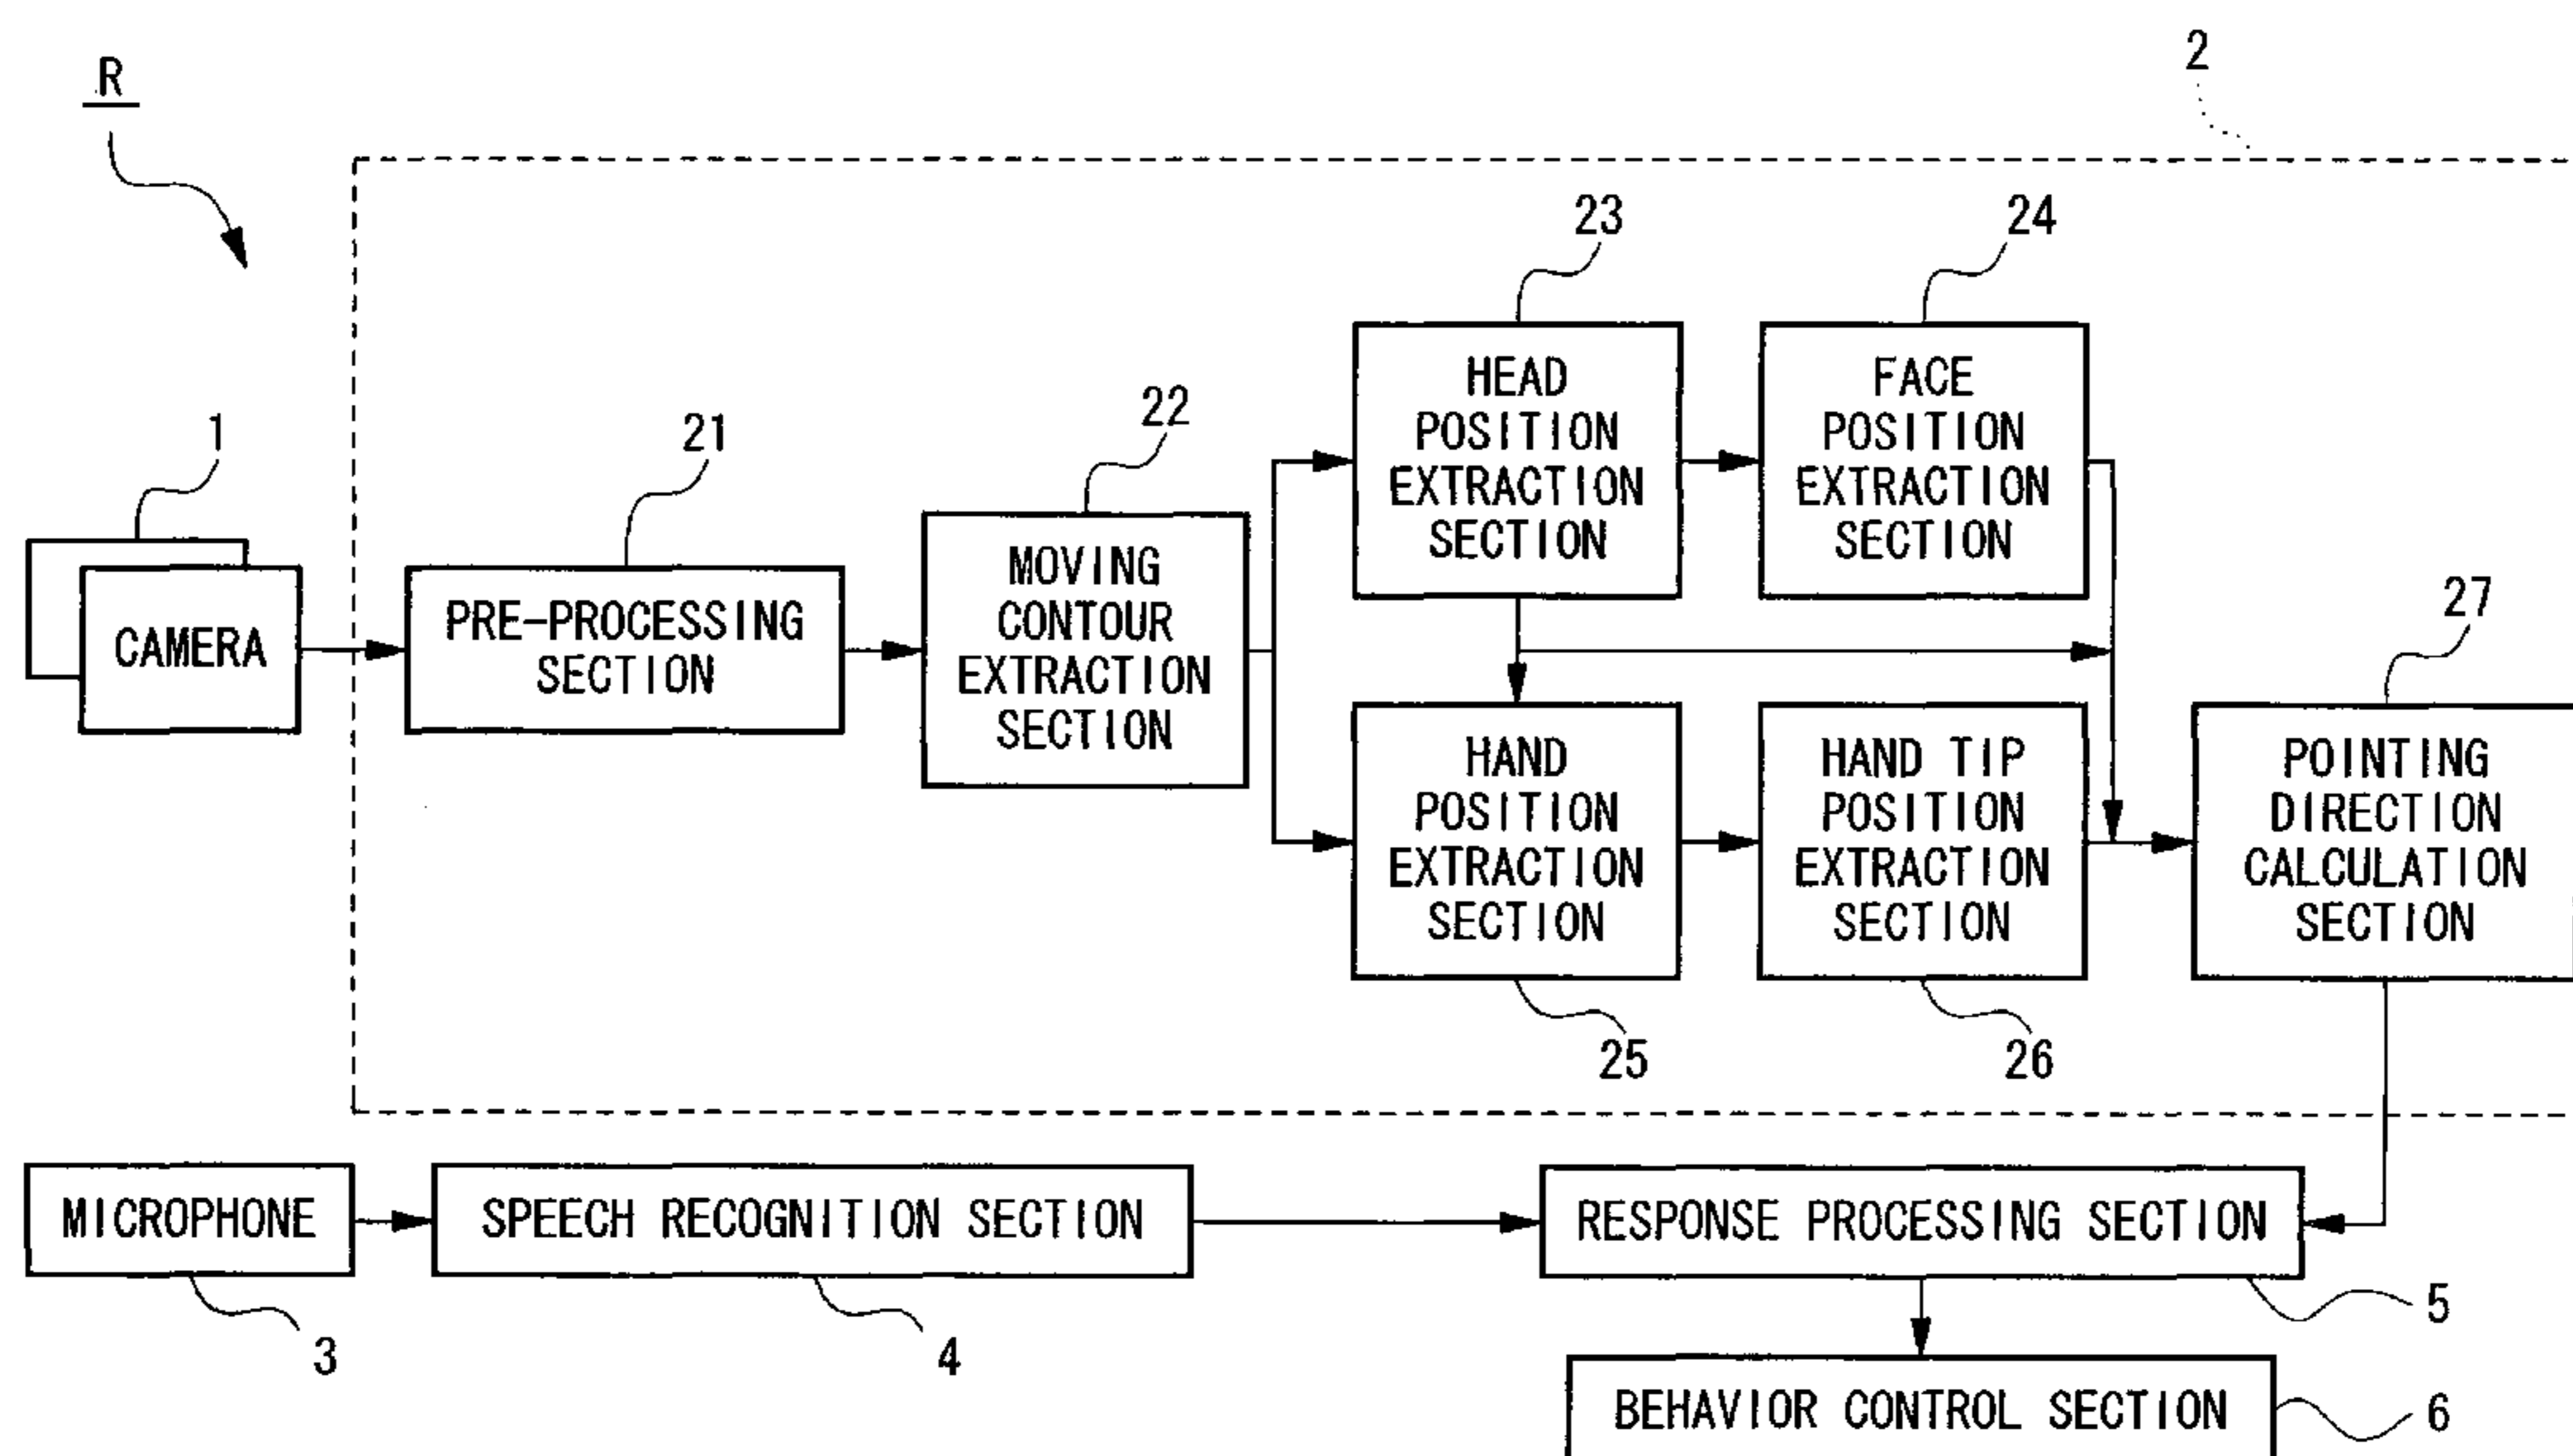 R
2
23
24
1
21
22
HEAD
POSITION
EXTRACTION
SECTION
FACE
POSITION
EXTRACTION
SECTION
CAMERA
PRE-PROCESSING
SECTION
MOVING
CONTOUR
EXTRACTION
SECTION
27
HAND
POSITION
EXTRACTION
SECTION
HAND TIP
POSITION
EXTRACTION
SECTION
POINTING
DIRECTION
CALCULATION
SECTION
25
26
MICROPHONE
SPEECH RECOGNITION SECTION
RESPONSE PROCESSING SECTION
3
4
5
BEHAVIOR CONTROL SECTION
6